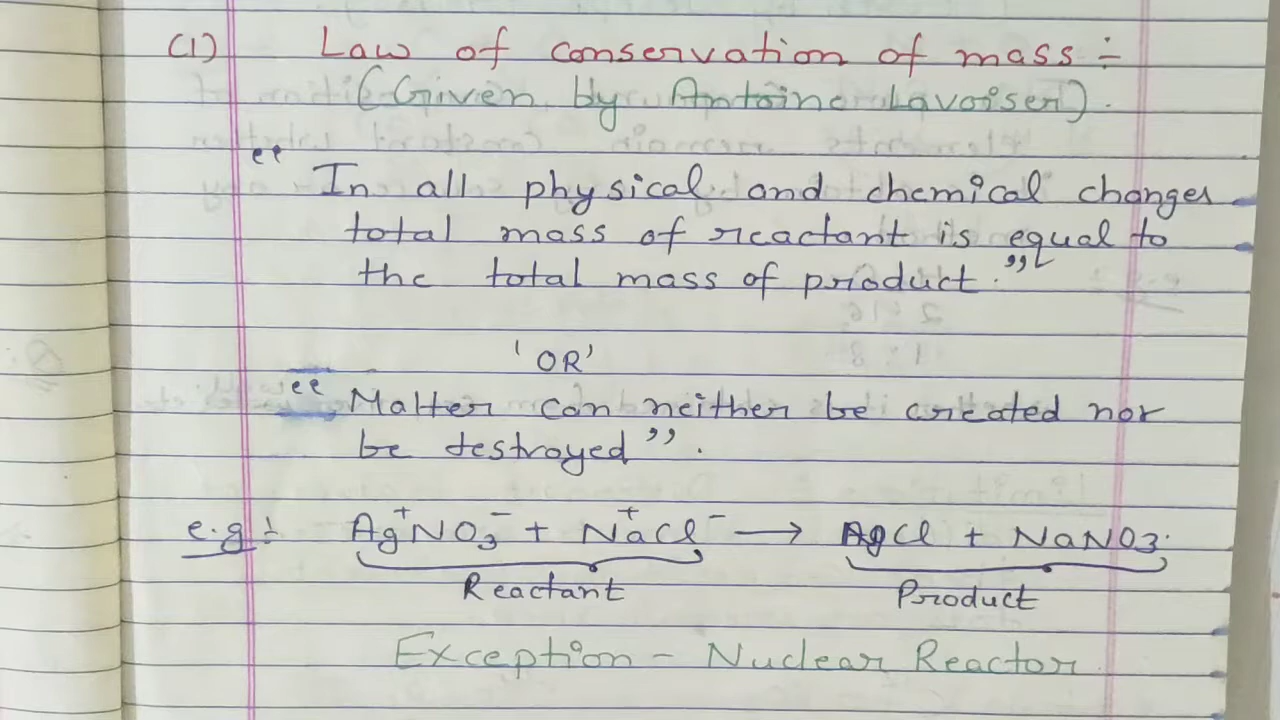 (1) Law of conservation of mass ÷
(Given by Antoine Lavoiser).
" In all physical and chemical changes
total mass of reactant is equal to
the total mass of product."
'OR'
" Matter can neither be created nor
be destroyed".
e.g :- Ag⁺NO₃⁻ + Na⁺Cl⁻ → AgCl + NaNO3.
Reactant Product
Exception - Nuclear Reactor